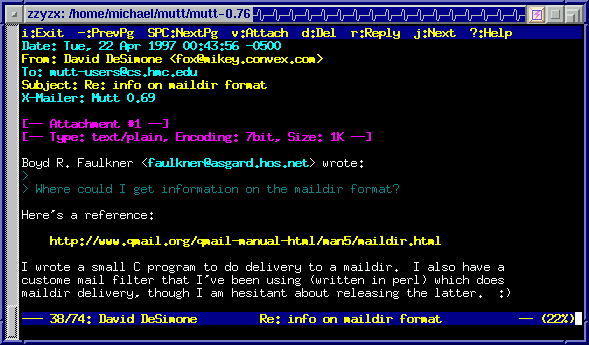 zzyzx: /home/michael/mutt/mutt-0.76
i:Exit  -:PrevPg  SPC:NextPg  v:Attach  d:Del  r:Reply  j:Next  ?:Help
Date: Tue, 22 Apr 1997 00:43:56 -0500
From: David DeSimone <fox@mikey.convex.com>
To: mutt-users@cs.hmc.edu
Subject: Re: info on maildir format
X-Mailer: Mutt 0.69
[-- Attachment #1 --]
[-- Type: text/plain, Encoding: 7bit, Size: 1K --]
Boyd R. Faulkner <faulkner@asgard.hos.net> wrote:
>
> Where could I get information on the maildir format?
Here's a reference:
http://www.qmail.org/qmail-manual-html/man5/maildir.html
I wrote a small C program to do delivery to a maildir.  I also have a
custome mail filter that I've been using (written in perl) which does
maildir delivery, though I am hesitant about releasing the latter.  :)
--- 38/74: David DeSimone          Re: info on maildir format          -- (22%)